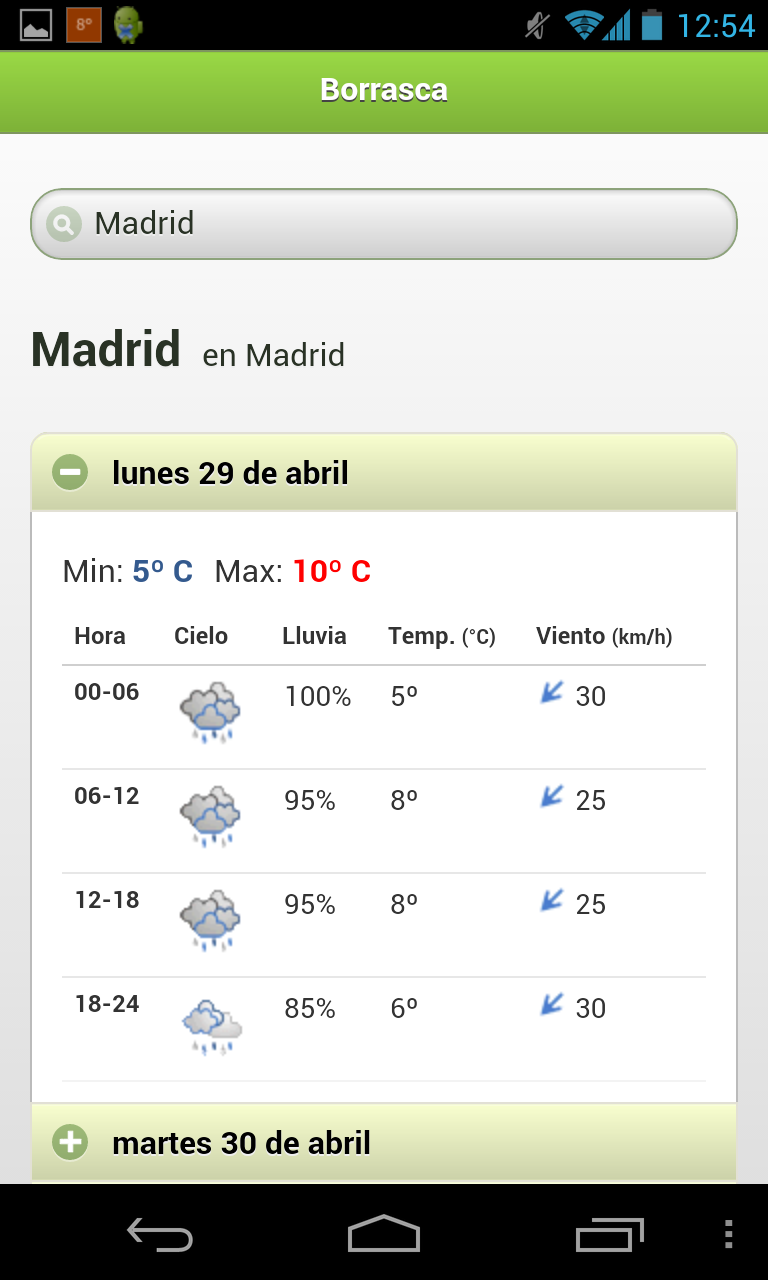 8° 12:54
Borrasca
Madrid
Madrid en Madrid
lunes 29 de abril
Min: 5º C Max: 10º C
Hora Cielo Lluvia Temp. (°C) Viento (km/h)
00-06 100% 5º 30
06-12 95% 8º 25
12-18 95% 8º 25
18-24 85% 6º 30
martes 30 de abril